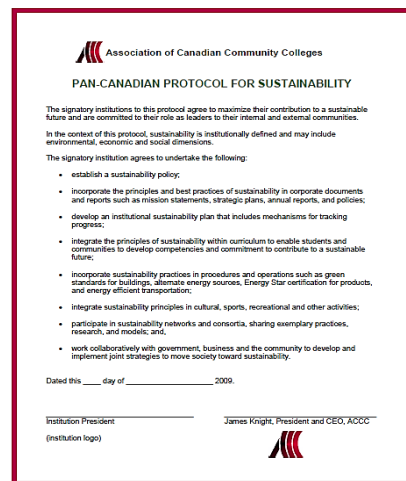 Association of Canadian Community Colleges
PAN-CANADIAN PROTOCOL FOR SUSTAINABILITY
The signatory institutions to this protocol agree to maximize their contribution to a sustainable
future and are committed to their role as leaders to their internal and external communities.
In the context of this protocol, sustainability is institutionally defined and may include
environmental, economic and social dimensions.
The signatory institution agrees to undertake the following:
• establish a sustainability policy;
• incorporate the principles and best practices of sustainability in corporate documents
and reports such as mission statements, strategic plans, annual reports, and policies;
• develop an institutional sustainability plan that includes mechanisms for tracking
progress;
• integrate the principles of sustainability within curriculum to enable students and
communities to develop competencies and commitment to contribute to a sustainable
future;
• incorporate sustainability practices in procedures and operations such as green
standards for buildings, alternate energy sources, Energy Star certification for products,
and energy efficient transportation;
• integrate sustainability principles in cultural, sports, recreational and other activities;
• participate in sustainability networks and consortia, sharing exemplary practices,
research, and models; and,
• work collaboratively with government, business and the community to develop and
implement joint strategies to move society toward sustainability.
Dated this ____ day of ____________________ 2009.
Institution President James Knight, President and CEO, ACCC
(institution logo)